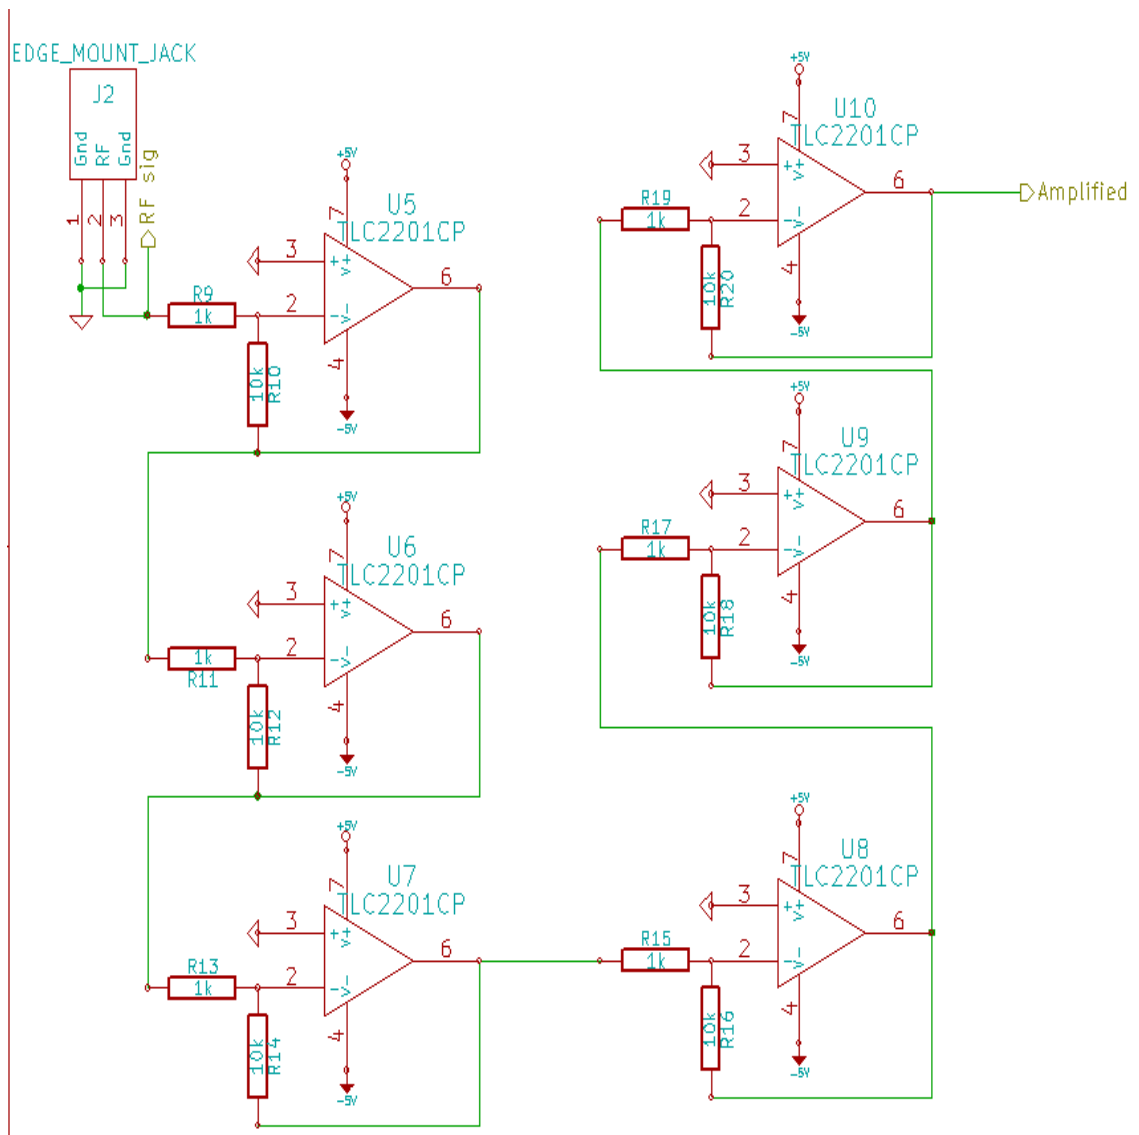 EDGE_MOUNT_JACK
J2
Gnd
RF
Gnd
1
2
3
RF sig
R9
1k
10k
R10
+5V
7
U5
TLC2201CP
3
2
6
+
V+
-
V-
4
-5V
R11
1k
10k
R12
+5V
7
U6
TLC2201CP
3
2
6
+
V+
-
V-
4
-5V
R13
1k
10k
R14
+5V
7
U7
TLC2201CP
3
2
6
+
V+
-
V-
4
-5V
R15
1k
10k
R16
+5V
7
U8
TLC2201CP
3
2
6
+
V+
-
V-
4
-5V
R17
1k
10k
R18
+5V
7
U9
TLC2201CP
3
2
6
+
V+
-
V-
4
-5V
R19
1k
10k
R20
+5V
7
U10
TLC2201CP
3
2
6
+
V+
-
V-
4
-5V
Amplified